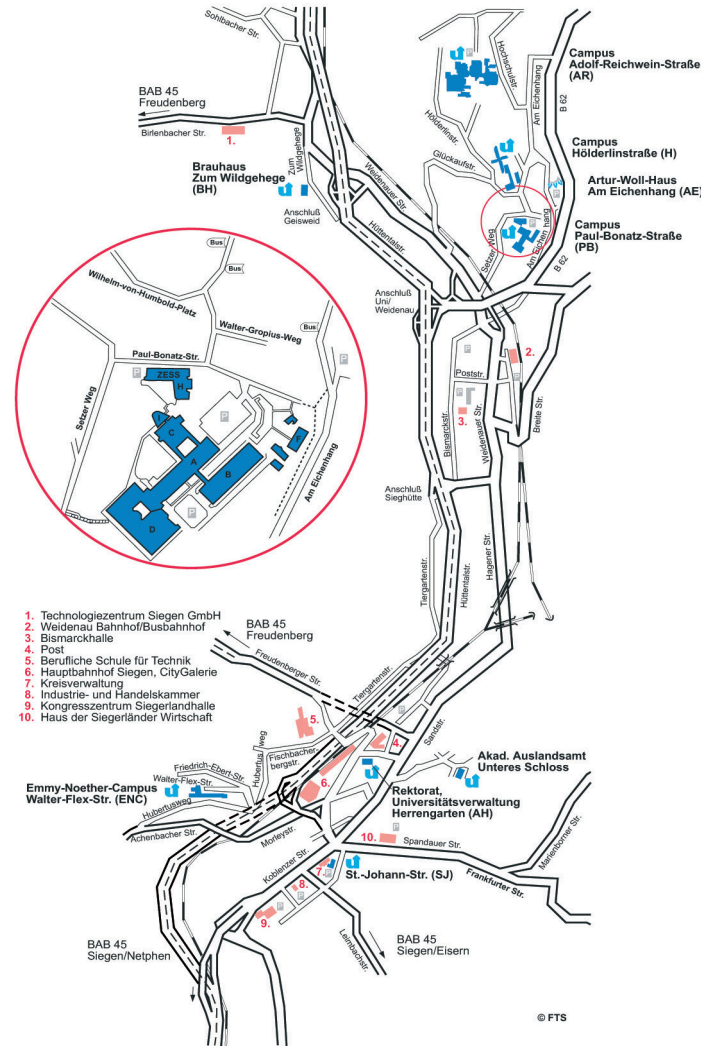 Sohlbacher Str.
BAB 45
Freudenberg
Birlenbacher Str.
1.
Zum
Wildgehege
Brauhaus
Zum Wildgehege
(BH)
Anschluß
Geisweid
Weidenauer Str.
Hüttentalstr.
Hochschulstr.
P
Am Eichenhang
B 62
Campus
Adolf-Reichwein-Straße
(AR)
Hölderlinstr.
Glückaufstr.
Campus
Hölderlinstraße (H)
Artur-Woll-Haus
Am Eichenhang (AE)
P
Campus
Paul-Bonatz-Straße
(PB)
P
Setzer Weg
Am Eichenhang
B 62
Anschluß
Uni/
Weidenau
Bus
Bus
Wilhelm-von-Humbold-Platz
Walter-Gropius-Weg
Bus
Paul-Bonatz-Str.
P
P
P
ZESS
H
I
C
A
B
F
D
P
Setzer Weg
Am Eichenhang
P
2.
P
Poststr.
P
3.
Bismarckstr.
Weidenauer Str.
Breite Str.
Anschluß
Sieghütte
Tiergartenstr.
Hüttentalstr.
Hagener Str.
1. Technologiezentrum Siegen GmbH
2. Weidenau Bahnhof/Busbahnhof
3. Bismarckhalle
4. Post
5. Berufliche Schule für Technik
6. Hauptbahnhof Siegen, CityGalerie
7. Kreisverwaltung
8. Industrie- und Handelskammer
9. Kongresszentrum Siegerlandhalle
10. Haus der Siegerländer Wirtschaft
BAB 45
Freudenberg
Freudenberger Str.
Tiergartenstr.
P
5.
4.
Sandstr.
Hubertusweg
Fischbacher-
bergstr.
Friedrich-Ebert-Str.
Walter-Flex-Str.
Hubertusweg
Achenbacher Str.
Emmy-Noether-Campus
Walter-Flex-Str. (ENC)
6.
Akad. Auslandsamt
Unteres Schloss
P
Rektorat,
Universitätsverwaltung
Herrengarten (AH)
Morleystr.
10.
P
Spandauer Str.
Marienborner Str.
Frankfurter Str.
Koblenzer Str.
7.
P
St.-Johann-Str. (SJ)
8.
P
9.
P
Leimbachstr.
BAB 45
Siegen/Netphen
BAB 45
Siegen/Eisern
© FTS